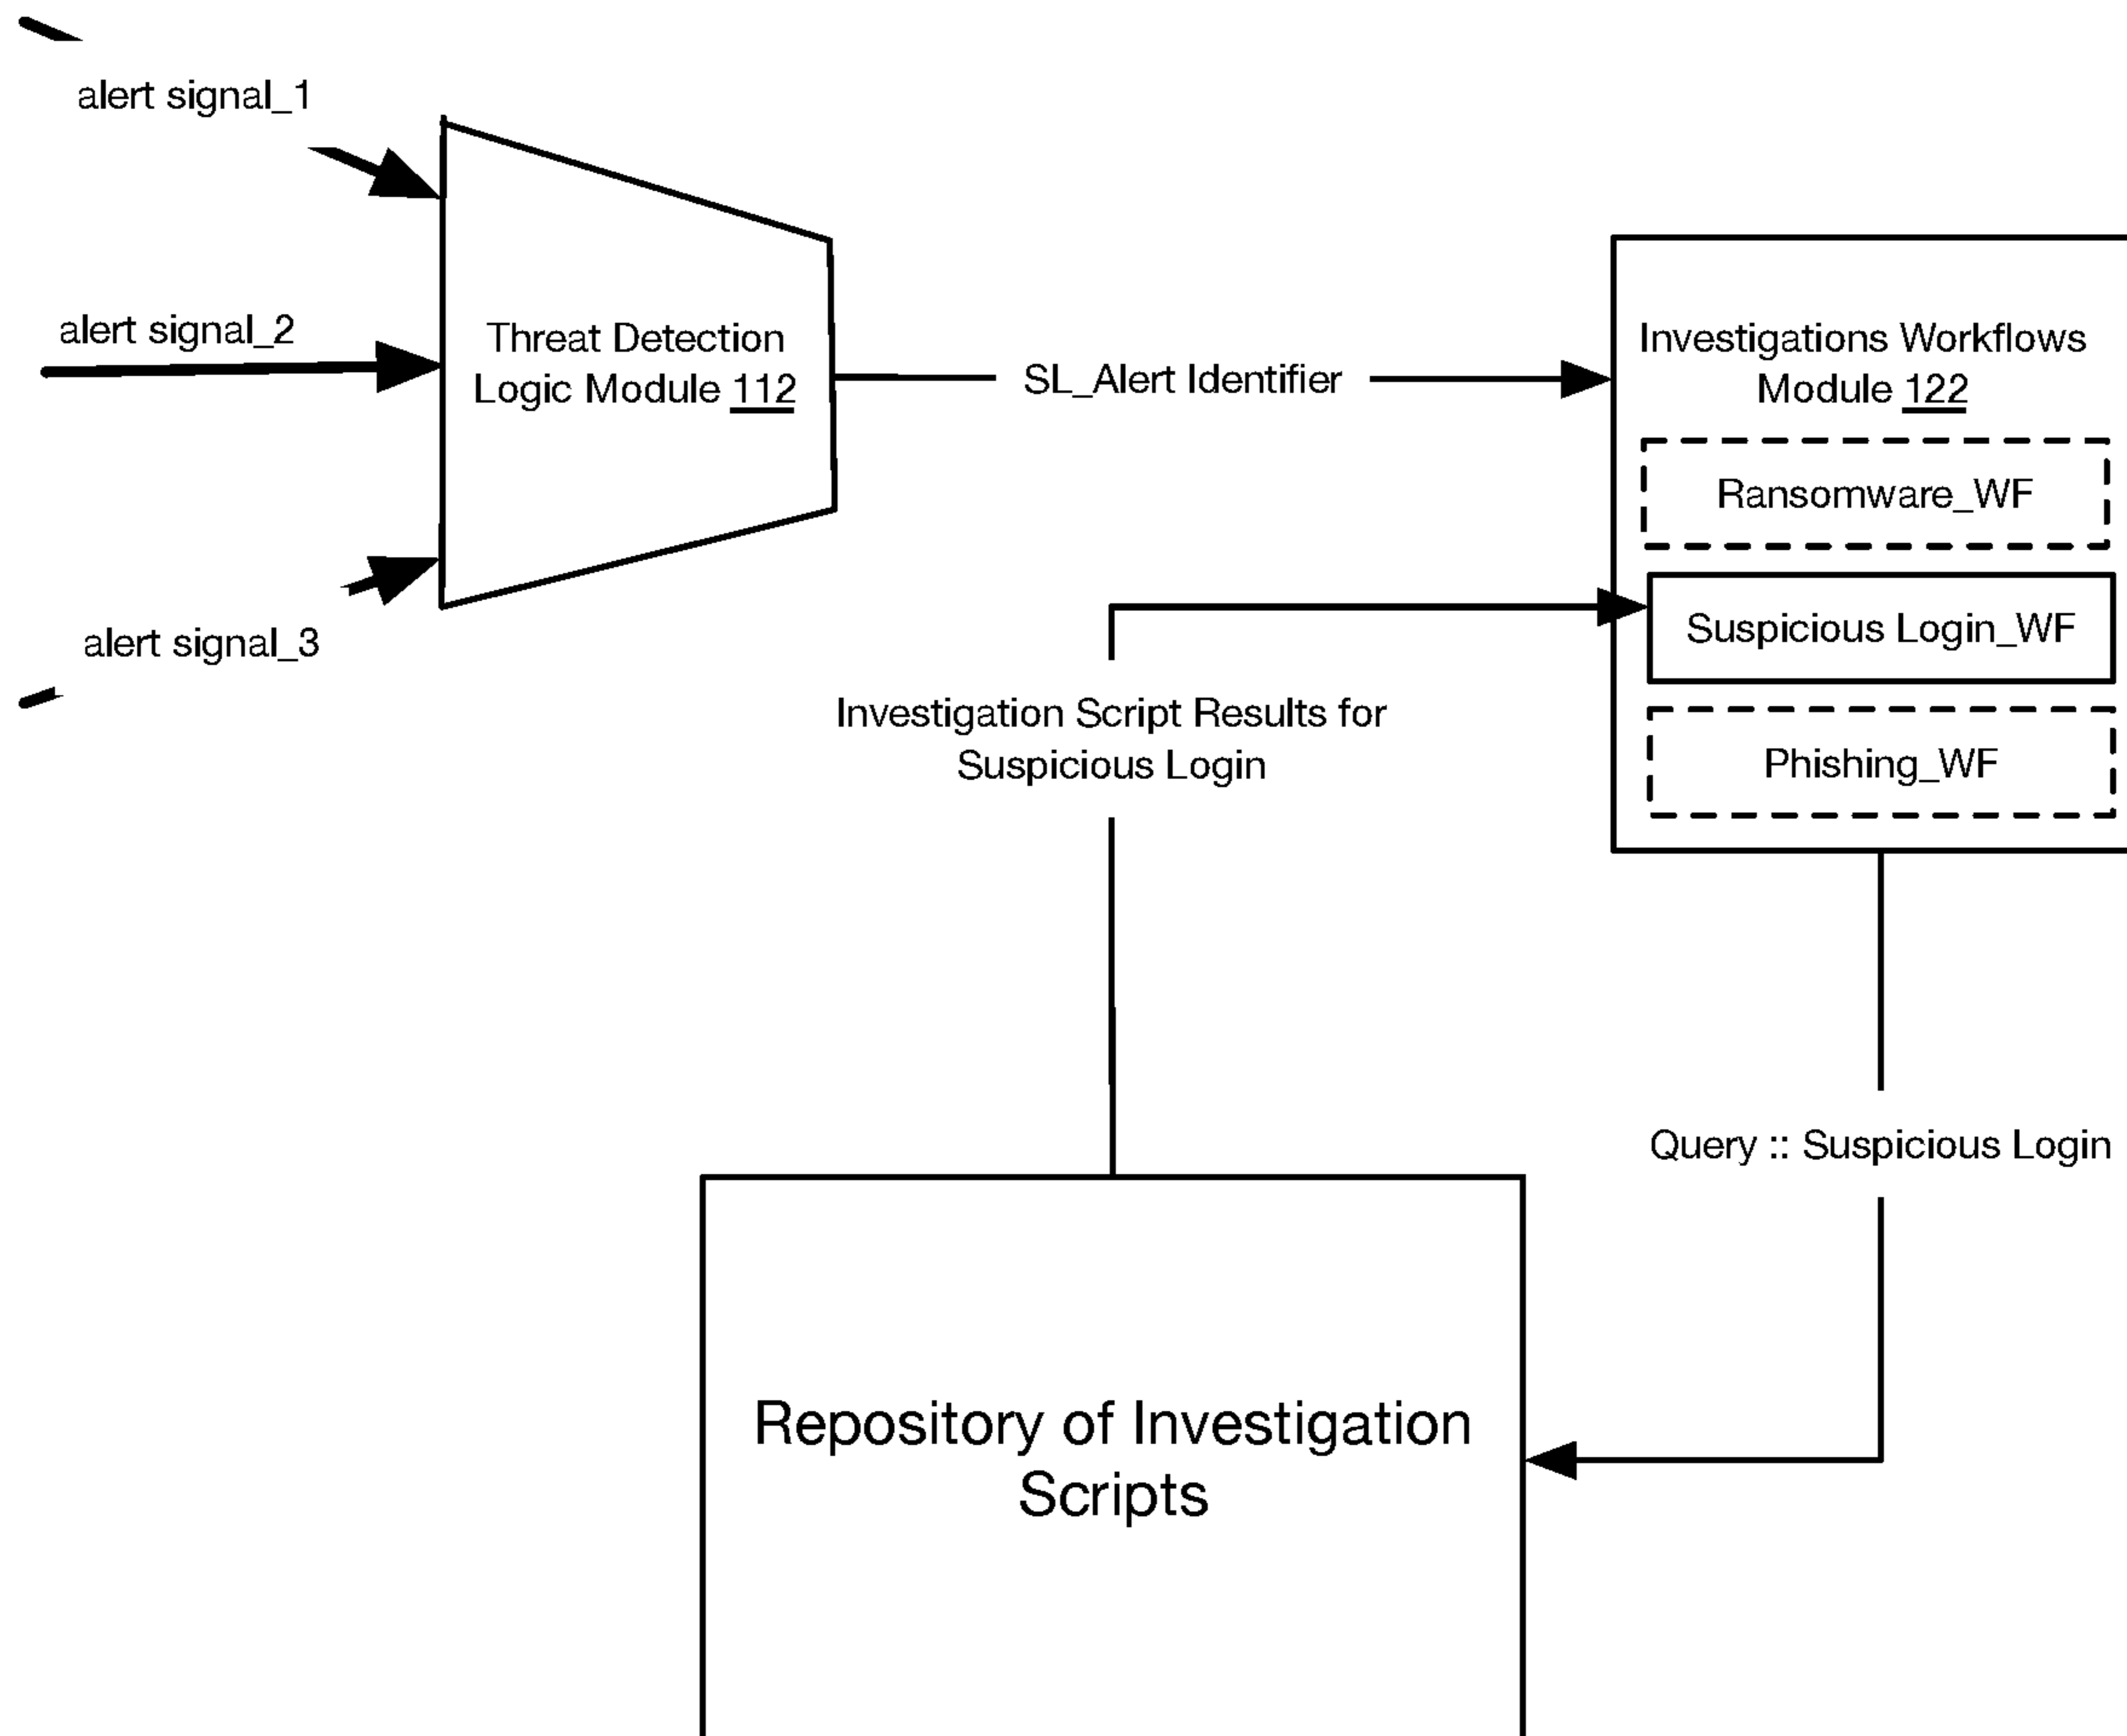 alert signal_1
alert signal_2
alert signal_3
Threat Detection
Logic Module 112
SL_Alert Identifier
Investigations Workflows
Module 122
Ransomware_WF
Suspicious Login_WF
Phishing_WF
Investigation Script Results for
Suspicious Login
Query :: Suspicious Login
Repository of Investigation
Scripts